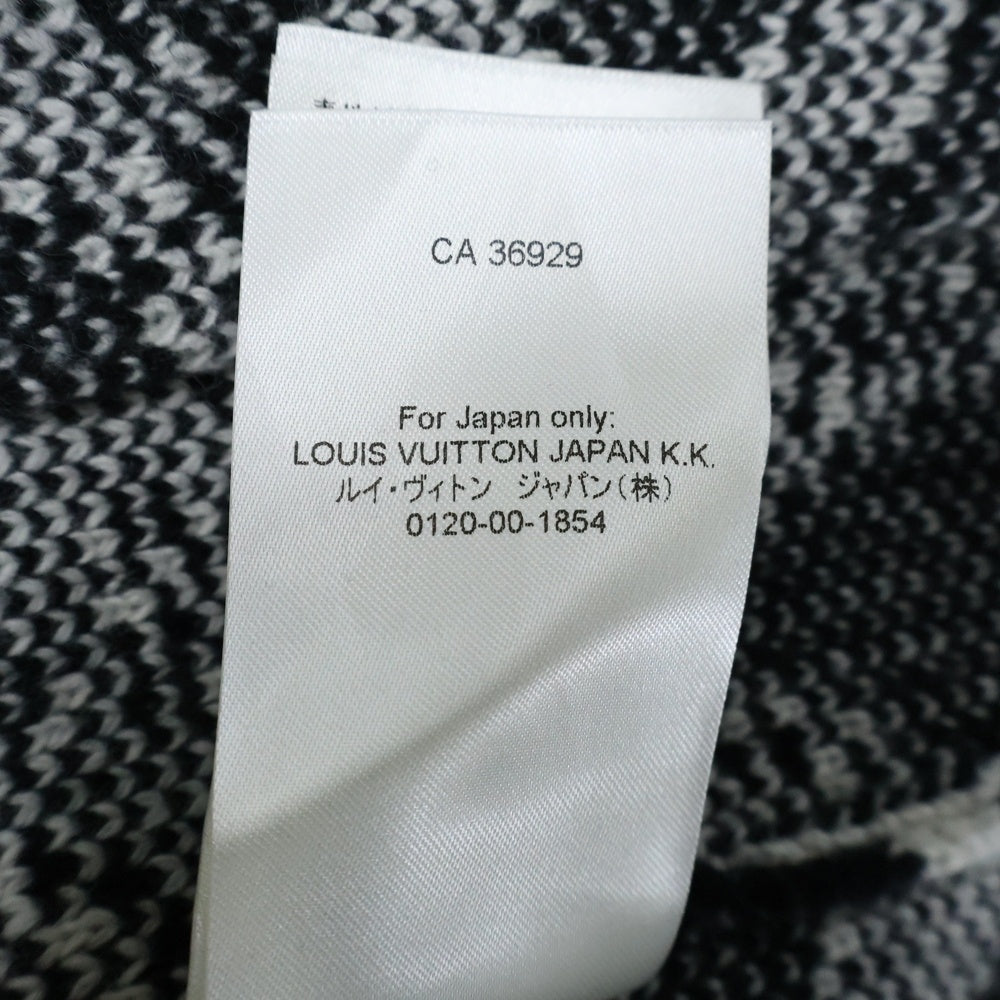 CA 36929
For Japan only:
LOUIS VUITTON JAPAN K.K.
ルイ・ヴィトン ジャパン(株)
0120-00-1854